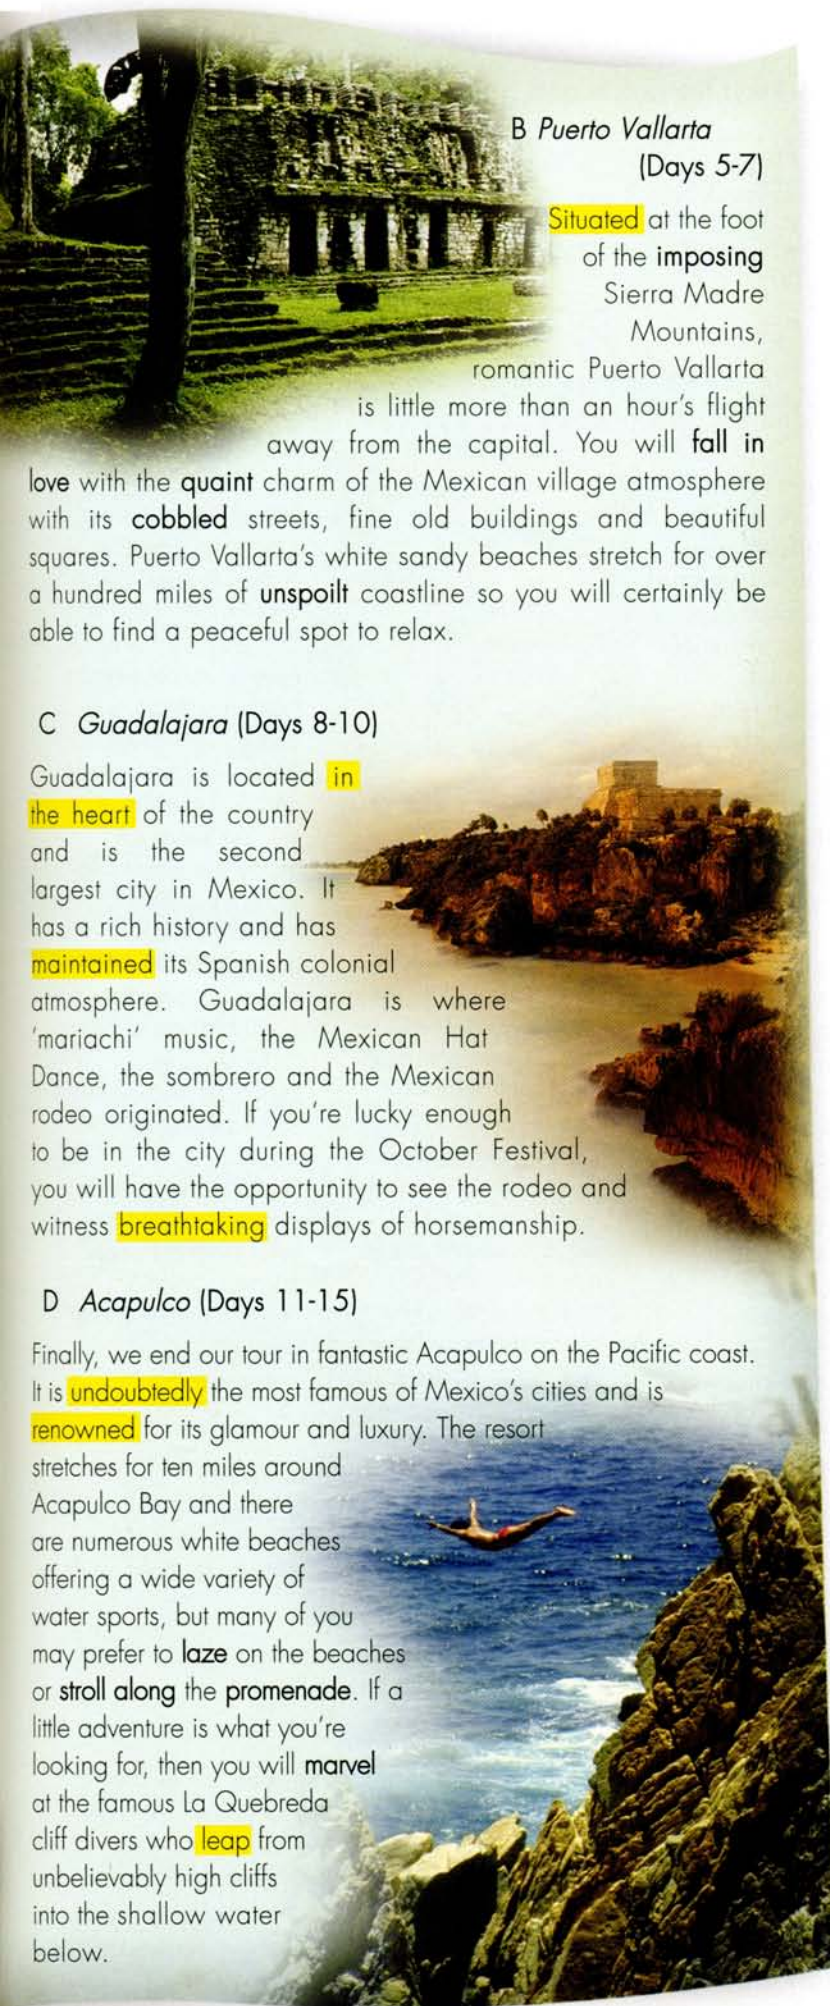 B Puerto Vallarta
(Days 5-7)
Situated at the foot
of the imposing
Sierra Madre
Mountains,
romantic Puerto Vallarta
is little more than an hour's flight
away from the capital. You will fall in
love with the quaint charm of the Mexican village atmosphere
with its cobbled streets, fine old buildings and beautiful
squares. Puerto Vallarta's white sandy beaches stretch for over
a hundred miles of unspoilt coastline so you will certainly be
able to find a peaceful spot to relax.
C Guadalajara (Days 8-10)
Guadalajara is located in
the heart of the country
and is the second
largest city in Mexico. It
has a rich history and has
maintained its Spanish colonial
atmosphere. Guadalajara is where
'mariachi' music, the Mexican Hat
Dance, the sombrero and the Mexican
rodeo originated. If you're lucky enough
to be in the city during the October Festival,
you will have the opportunity to see the rodeo and
witness breathtaking displays of horsemanship.
D Acapulco (Days 11-15)
Finally, we end our tour in fantastic Acapulco on the Pacific coast.
It is undoubtedly the most famous of Mexico's cities and is
renowned for its glamour and luxury. The resort
stretches for ten miles around
Acapulco Bay and there
are numerous white beaches
offering a wide variety of
water sports, but many of you
may prefer to laze on the beaches
or stroll along the promenade. If a
little adventure is what you're
looking for, then you will marvel
at the famous La Quebreda
cliff divers who leap from
unbelievably high cliffs
into the shallow water
below.